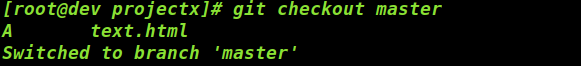 [root@dev projectx]# git checkout master
A       text.html
Switched to branch 'master'